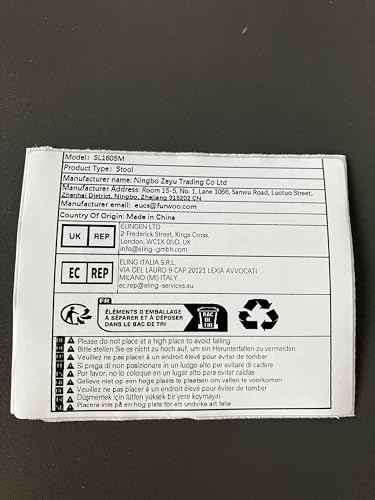 Model: SL1605M
Product Type: Stool
Manufacturer name: Ningbo Zeyu Trading Co Ltd
Manufacturer Address: Room 15-5, No. 1, Lane 1066, Sanwu Road, Luotuo Street,
Zhenhai District, Ningbo, Zhejiang 315202 CN
Manufacturer email: eucs@funwoo.com
Country Of Origin: Made in China
UK REP
ELINGEN LTD
2 Frederick Street, Kings Cross,
London, WC1X 0ND, UK
info@eling-gmbh.com
EC REP
ELING ITALIA S.R.L.
VIA DEL LAURO 9 CAP 20121 LEXIA AVVOCATI
MILANO (MI) ITALY
ec.rep@eling-services.eu
FR
ÉLÉMENTS D'EMBALLAGE
À SÉPARER ET À DÉPOSER
DANS LE BAC DE TRI
BAC
DE
TRI
Please do not place at a high place to avoid falling
Bitte stellen Sie es nicht zu hoch auf, um ein Herunterfallen zu vermeiden
Veuillez ne pas placer à un endroit élevé pour éviter de tomber
Si prega di non posizionare in un luogo alto per evitare di cadere
Por favor, no lo coloque en un lugar alto para evitar caídas
Gelieve niet op een hoge plaats te plaatsen om vallen te voorkomen
Veuillez ne pas placer à un endroit élevé pour éviter de tomber
Düşmemek için lütfen yüksek bir yere koymayın
Placera inte på en hög plats för att undvika att falla